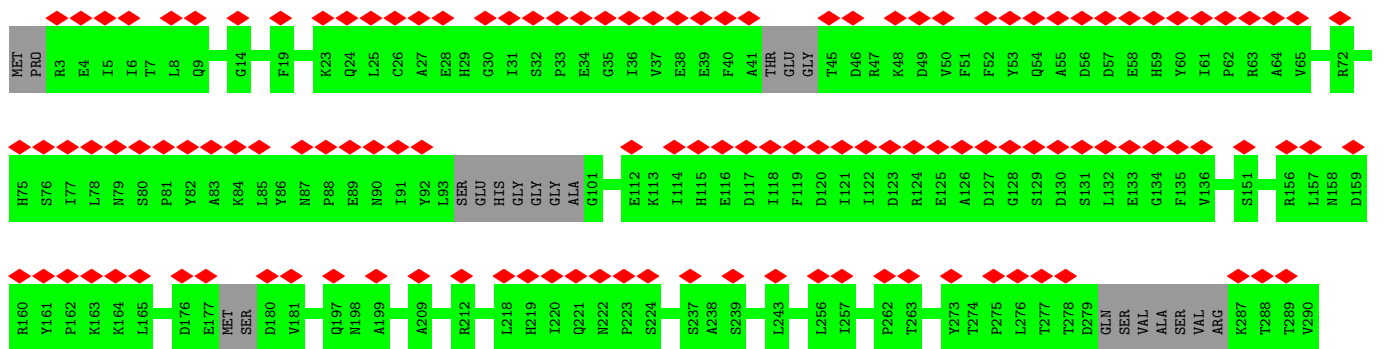 MET PRO R3 E4 I5 I6 T7 L8 Q9 G14 F19 K23 Q24 L25 C26 A27 E28 H29 G30 I31 S32 P33 E34 G35 I36 V37 E38 E39 F40 A41 THR GLU GLY T45 D46 R47 K48 D49 V50 F51 F52 Y53 Q54 A55 D56 D57 E58 H59 Y60 I61 P62 R63 A64 V65 R72
H75 S76 I77 L78 N79 S80 P81 Y82 A83 K84 L85 Y86 N87 P88 E89 N90 I91 Y92 L93 SER GLU HIS GLY GLY GLY ALA G101 E112 K113 I114 H115 E116 D117 I118 F119 D120 I121 I122 D123 R124 E125 A126 D127 G128 S129 D130 S131 L132 E133 G134 F135 V136 S151 R156 L157 N158 D159
R160 Y161 P162 K163 K164 L165 D176 E177 MET SER D180 V181 Q197 N198 A199 A209 R212 L218 H219 I220 Q221 N222 P223 S224 S237 A238 S239 L243 L256 I257 P262 T263 Y273 T274 P275 L276 T277 T278 D279 GLN SER VAL ALA SER VAL ARG K287 T288 T289 V290